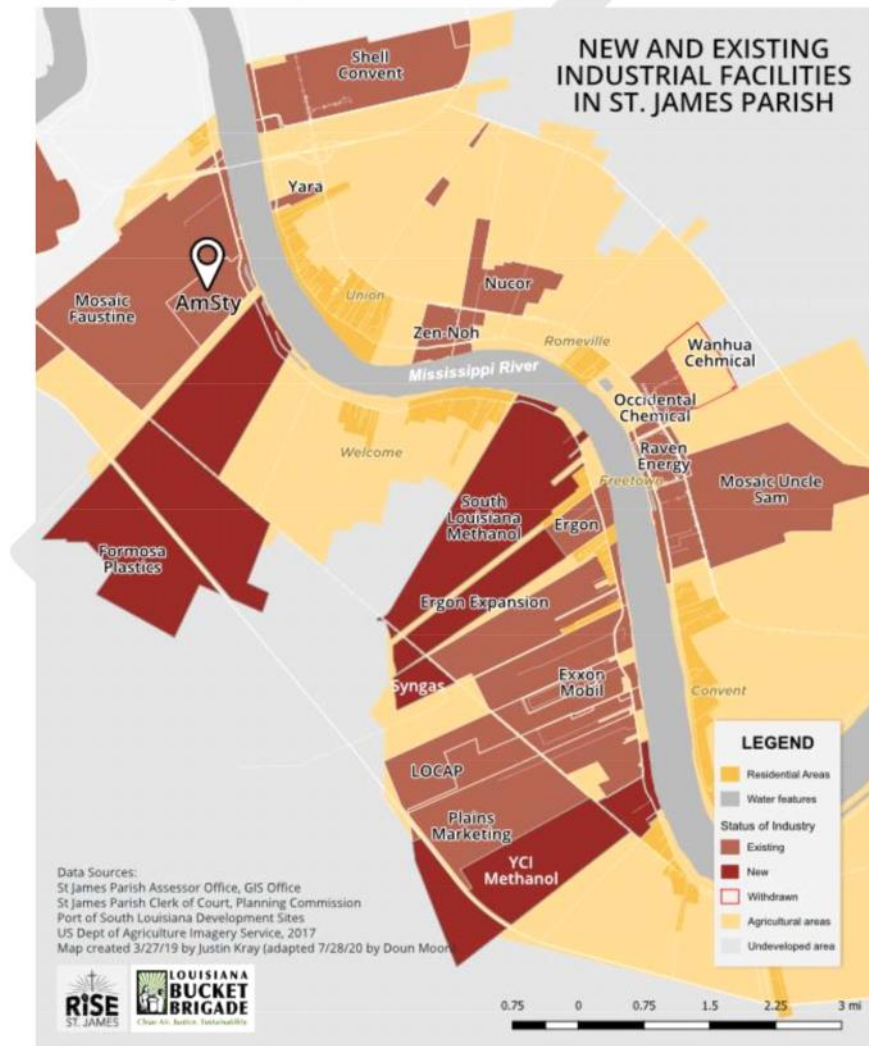 NEW AND EXISTING
INDUSTRIAL FACILITIES
IN ST. JAMES PARISH
Shell
Convent
Yara
AmSty
Mosaic
Faustine
Union
Nucor
Zen-Noh
Romeville
Wanhua
Cehmical
Mississippi River
Occidental
Chemical
Welcome
Raven
Energy
Freetown
Mosaic Uncle
Sam
South
Louisiana
Methanol
Ergon
Formosa
Plastics
Ergon Expansion
Syngas
Exxon
Mobil
Convent
LOCAP
Plains
Marketing
YCI
Methanol
LEGEND
Residential Areas
Water features
Status of Industry
Existing
New
Withdrawn
Agricultural areas
Undeveloped area
Data Sources:
St James Parish Assessor Office, GIS Office
St James Parish Clerk of Court, Planning Commission
Port of South Louisiana Development Sites
US Dept of Agriculture Imagery Service, 2017
Map created 3/27/19 by Justin Kray (adapted 7/28/20 by Doun Moon
RISE
ST. JAMES
LOUISIANA
BUCKET
BRIGADE
Clean Air. Justice. Sustainability.
0.75 0 0.75 1.5 2.25 3 mi